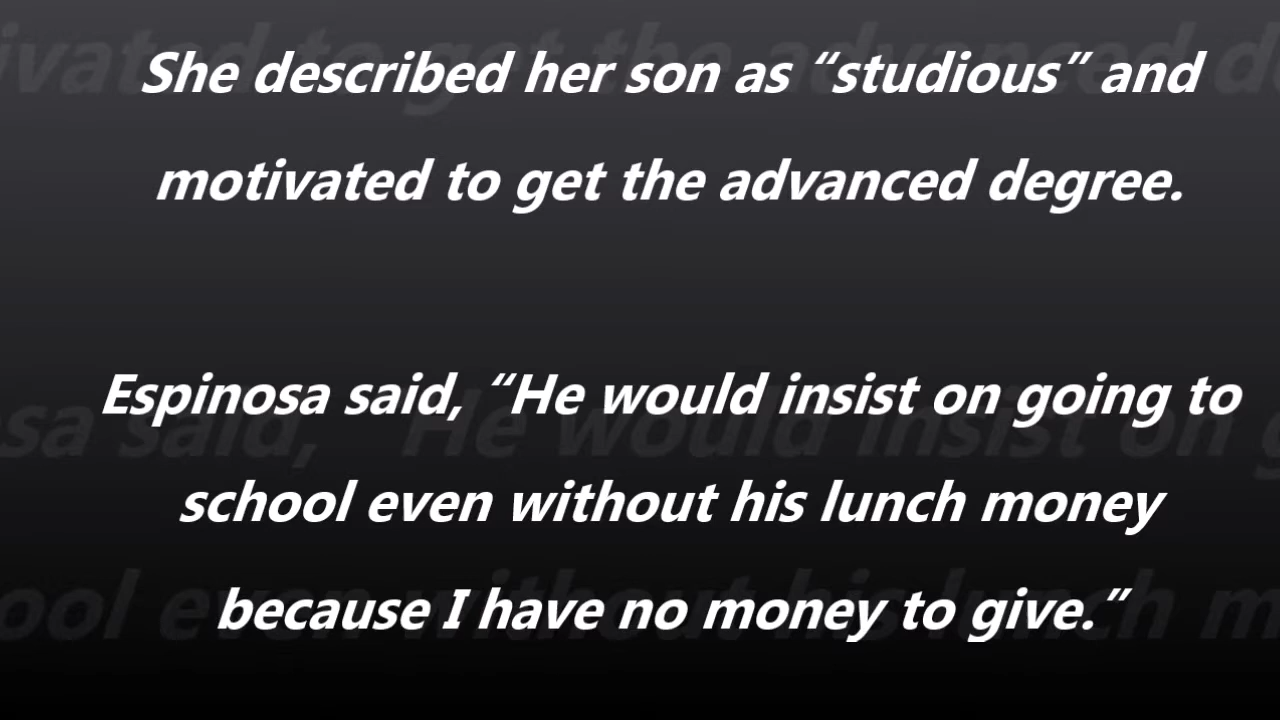 She described her son as “studious” and
motivated to get the advanced degree.
Espinosa said, “He would insist on going to
school even without his lunch money
because I have no money to give.”